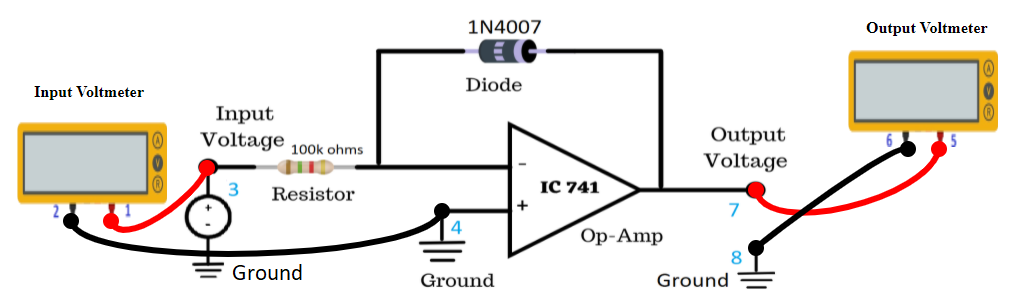 1N4007
Diode
Output Voltmeter
A
V
R
6
5
Input Voltmeter
A
V
R
2
1
Input
Voltage
100k ohms
3
Resistor
+
-
Ground
4
Ground
-
+
IC 741
Op-Amp
Output
Voltage
7
8
Ground